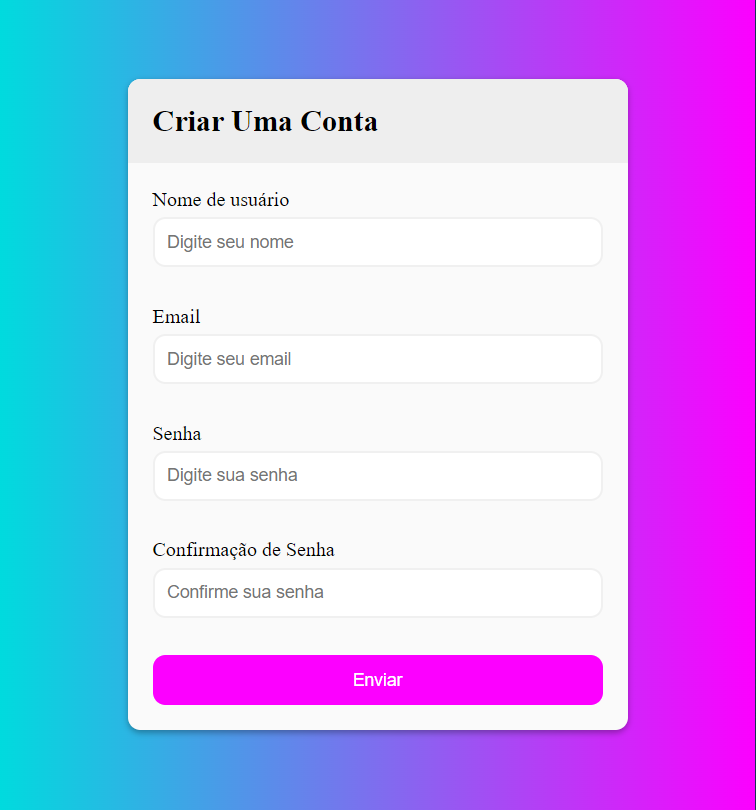 Criar Uma Conta
Nome de usuário
Digite seu nome
Email
Digite seu email
Senha
Digite sua senha
Confirmação de Senha
Confirme sua senha
Enviar